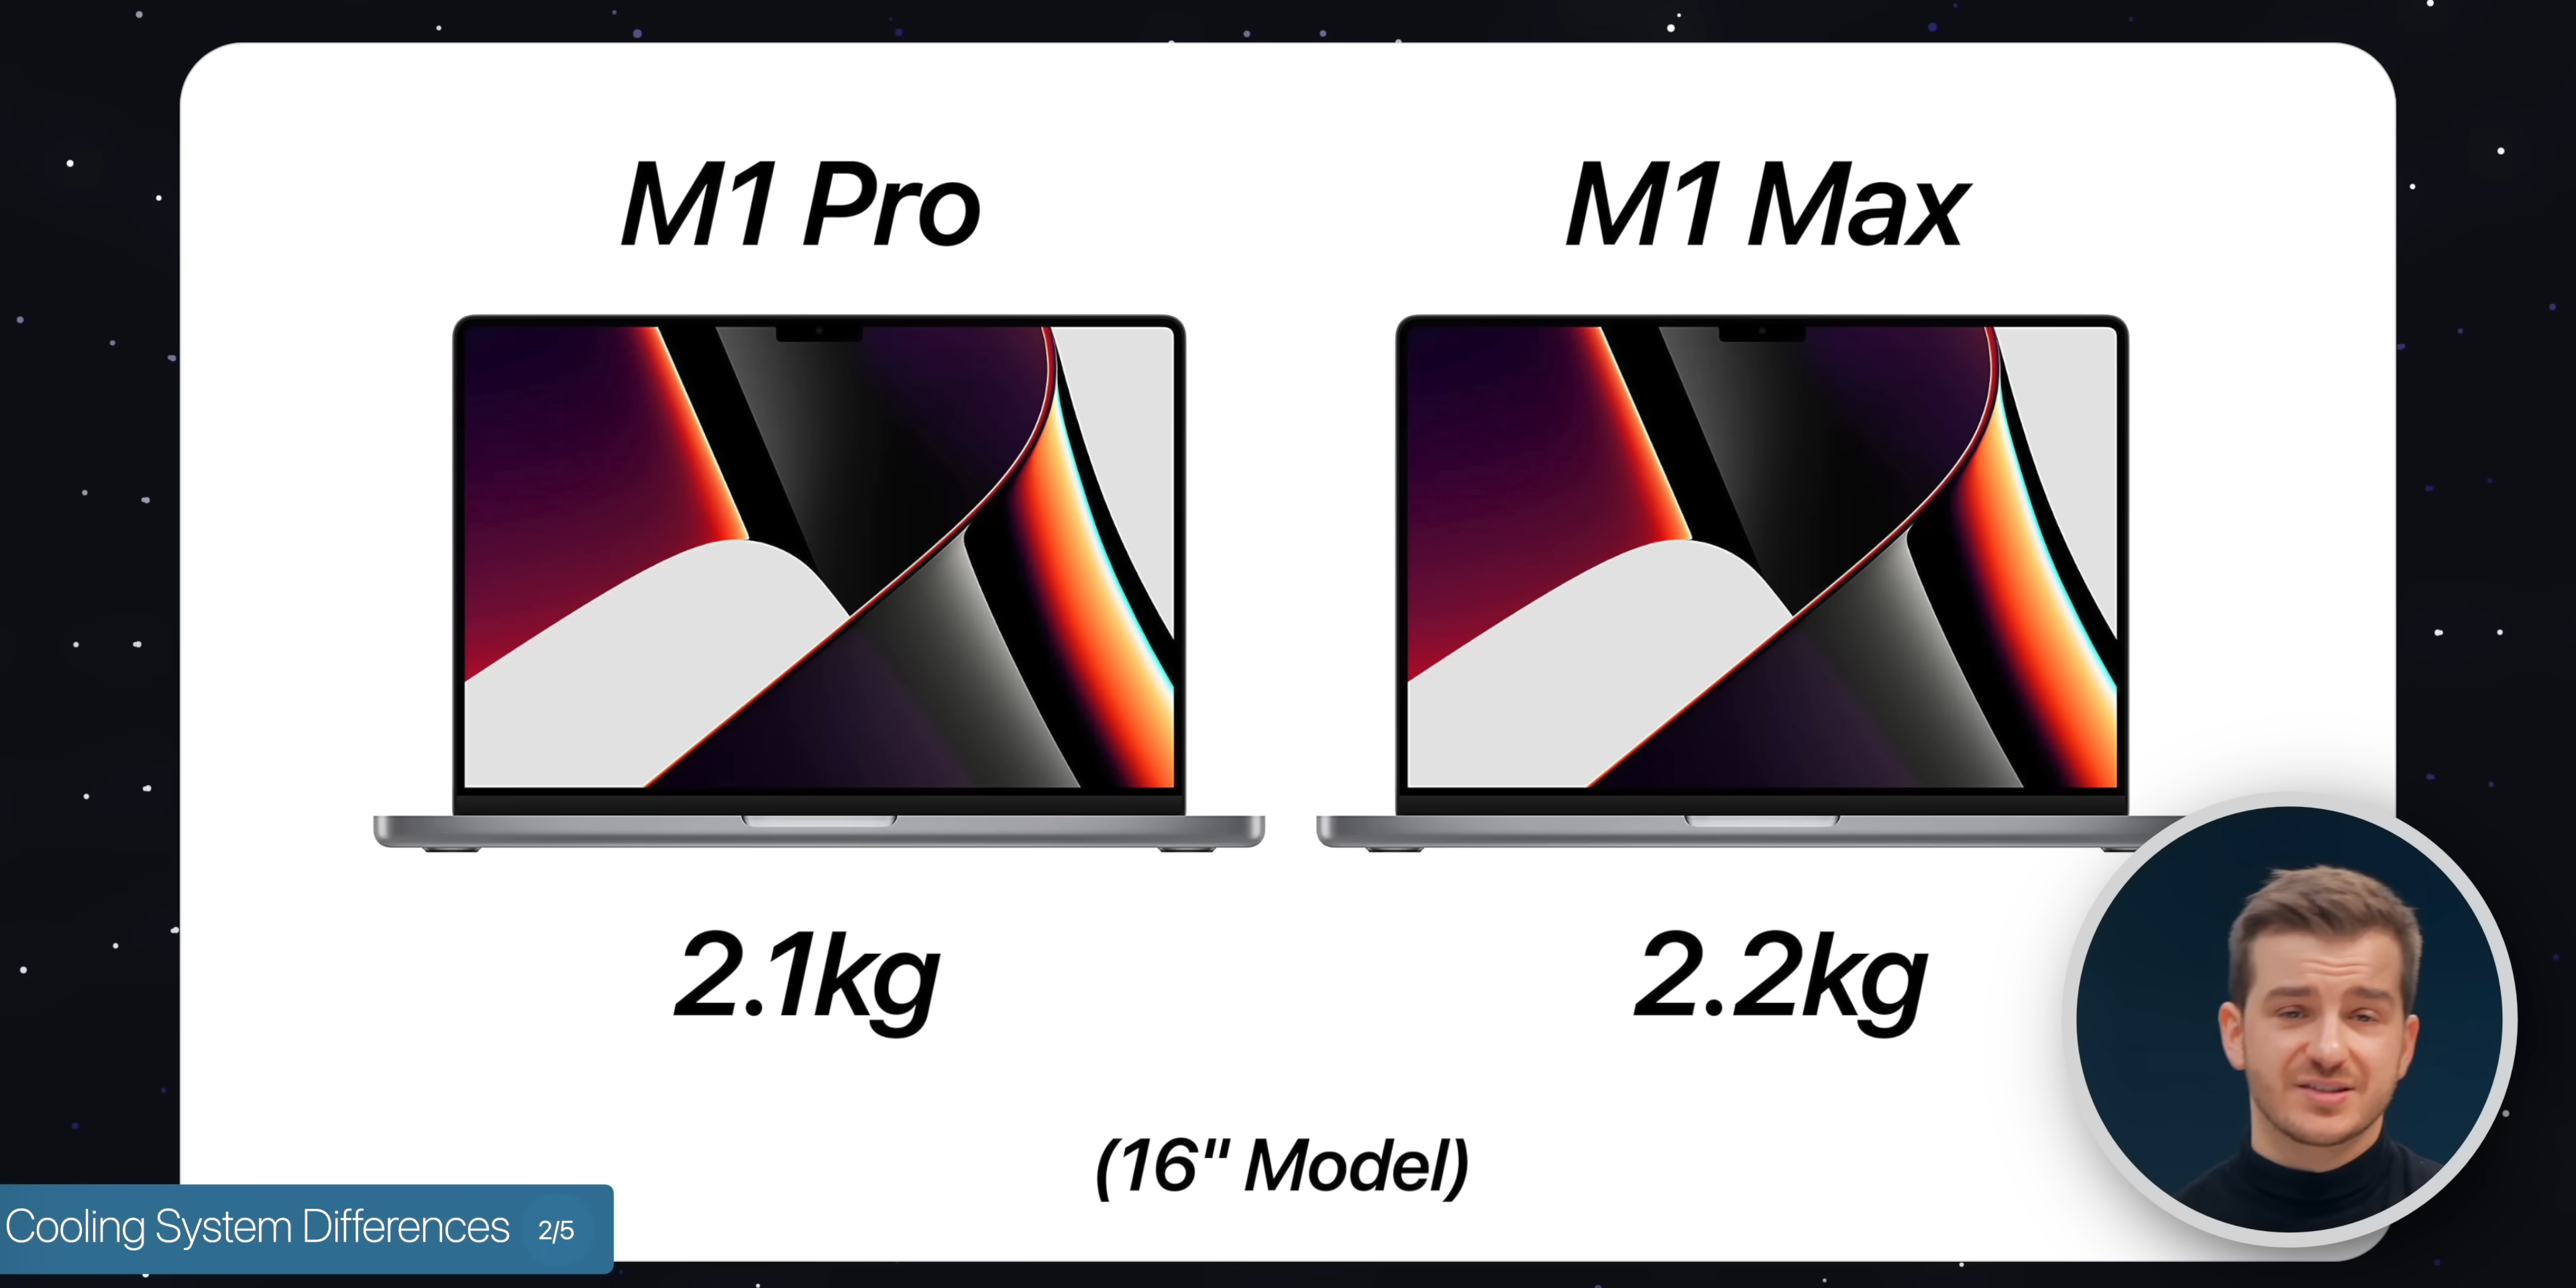 M1 Pro
M1 Max
2.1kg
2.2kg
(16" Model)
Cooling System Differences 2/5